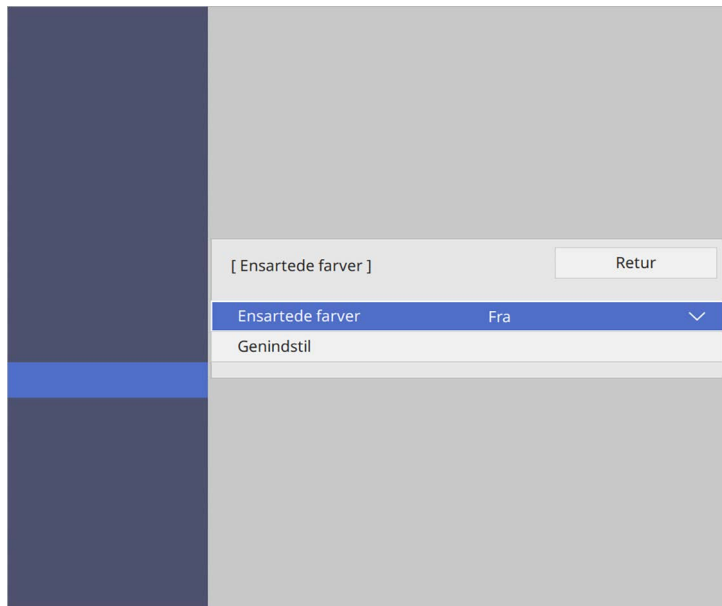 [ Ensartede farver ]
Retur
Ensartede farver Fra
Genindstil